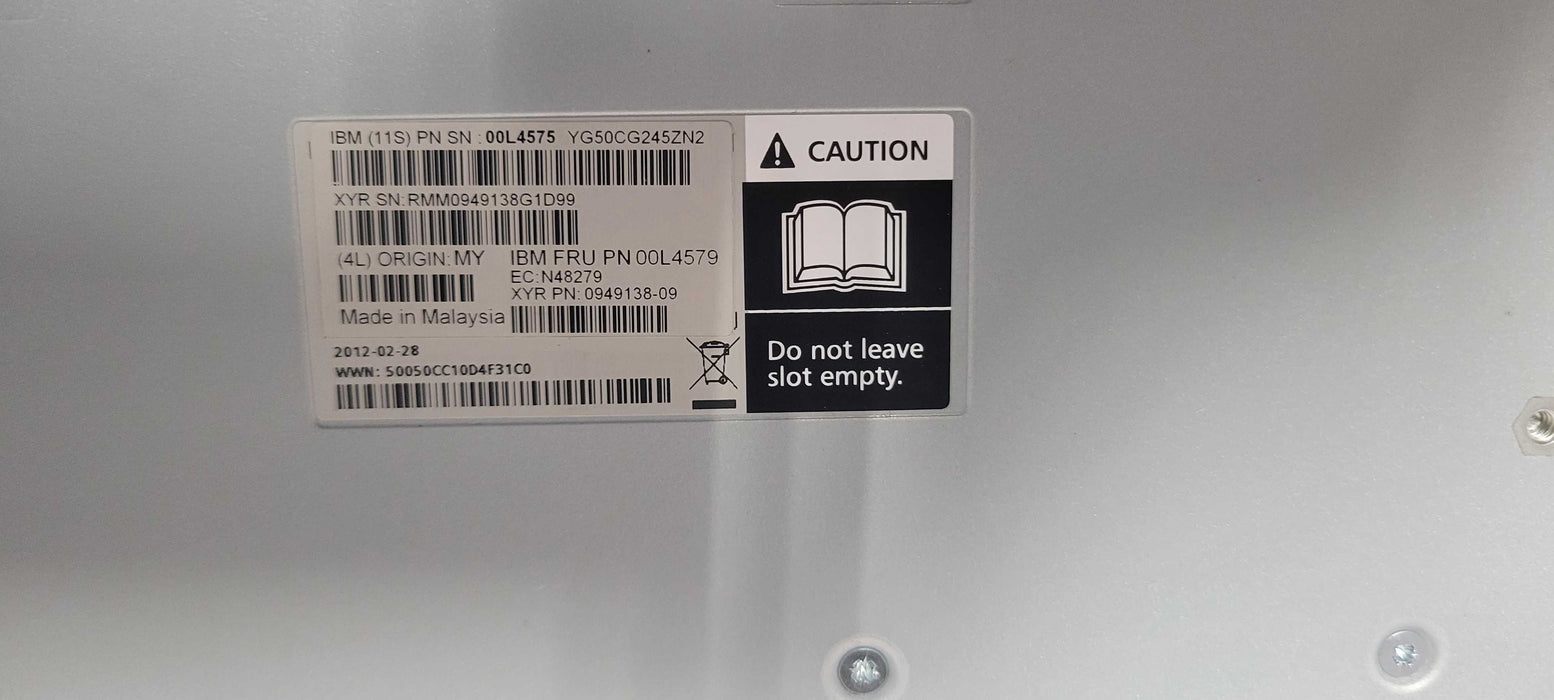 IBM (11S) PN SN : 00L4575 YG50CG245ZN2
XYR SN:RMM0949138G1D99
(4L) ORIGIN: MY IBM FRU PN 00L4579
EC:N48279
XYR PN: 0949138-09
Made in Malaysia
2012-02-28
WWN: 50050CC10D4F31C0
CAUTION
Do not leave
slot empty.